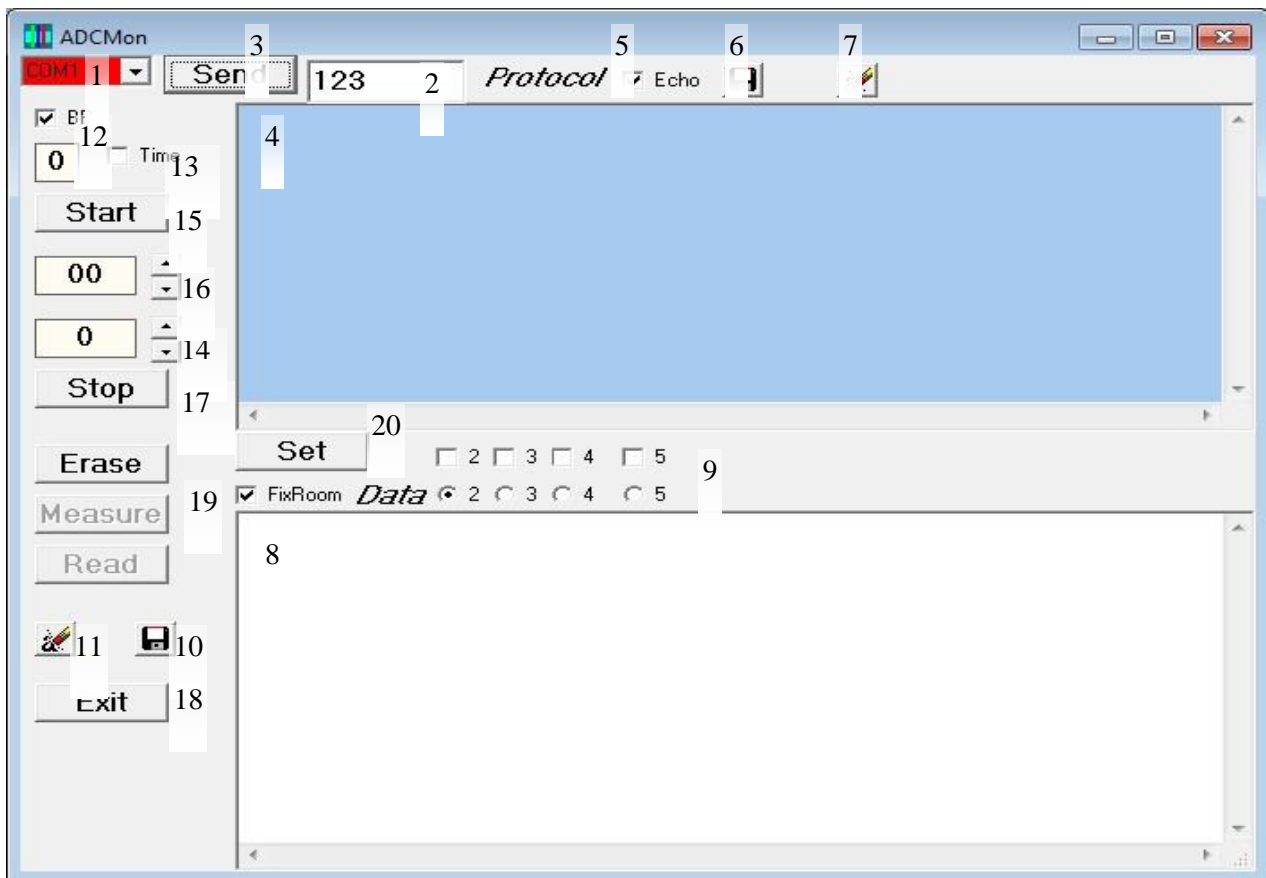 ADCMon
3 5 6 7
COM1 1 Send 123 2 Protocol Echo
12 4
0 Time 13
Start 15
00 16
0 14
Stop 17
20
Set 2 3 4 5 9
Erase
19 FixRoom Data 2 3 4 5
Measure
8
Read
11 10
Exit 18